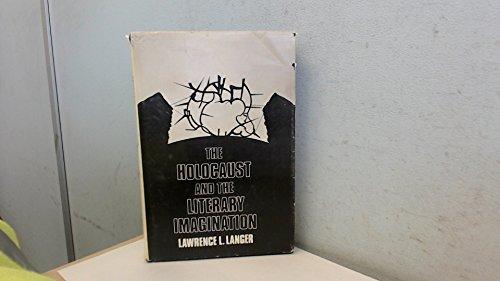 THE
HOLOCAUST
AND THE
LITERARY
IMAGINATION
LAWRENCE L. LANGER